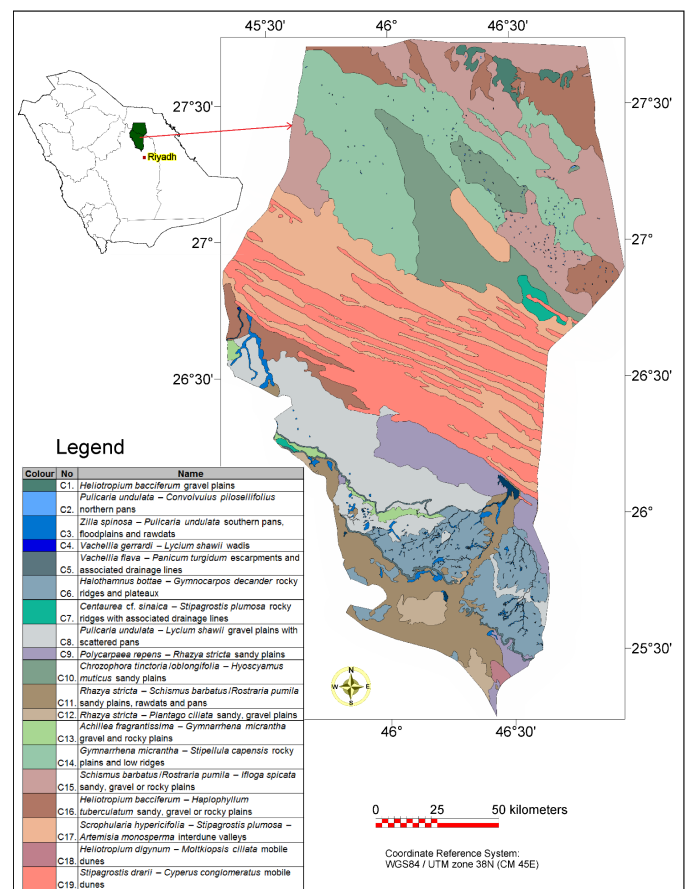 45°30' 46° 46°30'
27°30' 27°30'
Riyadh
27° 27°
26°30' 26°30'
Legend
Colour No Name
C1. Heliotropium bacciferum gravel plains
Pulicaria undulata – Convolvulus pilosellifolius
C2. northern pans
Zilla spinosa – Pulicaria undulata southern pans,
C3. floodplains and rawdats
C4. Vachellia gerrardi – Lycium shawii wadis
Vachellia flava – Panicum turgidum escarpments and
C5. associated drainage lines
Halothamnus bottae – Gymnocarpos decander rocky
C6. ridges and plateaux
Centaurea cf. sinaica – Stipagrostis plumosa rocky
C7. ridges with associated drainage lines
Pulicaria undulata – Lycium shawii gravel plains with
C8. scattered pans
C9. Polycarpaea repens – Rhazya stricta sandy plains
Chrozophora tinctoria/oblongifolia – Hyoscyamus
C10. muticus sandy plains
Rhazya stricta – Schismus barbatus/Rostraria pumila
C11. sandy plains, rawdats and pans
C12. Rhazya stricta – Plantago ciliata sandy, gravel plains
Achillea fragrantissima – Gymnarrhena micrantha
C13. gravel and rocky plains
Gymnarrhena micrantha – Stipellula capensis rocky
C14. plains and low ridges
Schismus barbatus/Rostraria pumila – Ifloga spicata
C15. sandy, gravel or rocky plains
Heliotropium bacciferum – Haplophyllum
C16. tuberculatum sandy, gravel or rocky plains
Scrophularia hypericifolia – Stipagrostis plumosa –
C17. Artemisia monosperma interdune valleys
Heliotropium digynum – Moltkiopsis ciliata mobile
C18. dunes
Stipagrostis drarii – Cyperus conglomeratus mobile
C19. dunes
26°
25°30'
N
W E
S
46° 46°30'
0 25 50 kilometers
Coordinate Reference System:
WGS84 / UTM zone 38N (CM 45E)